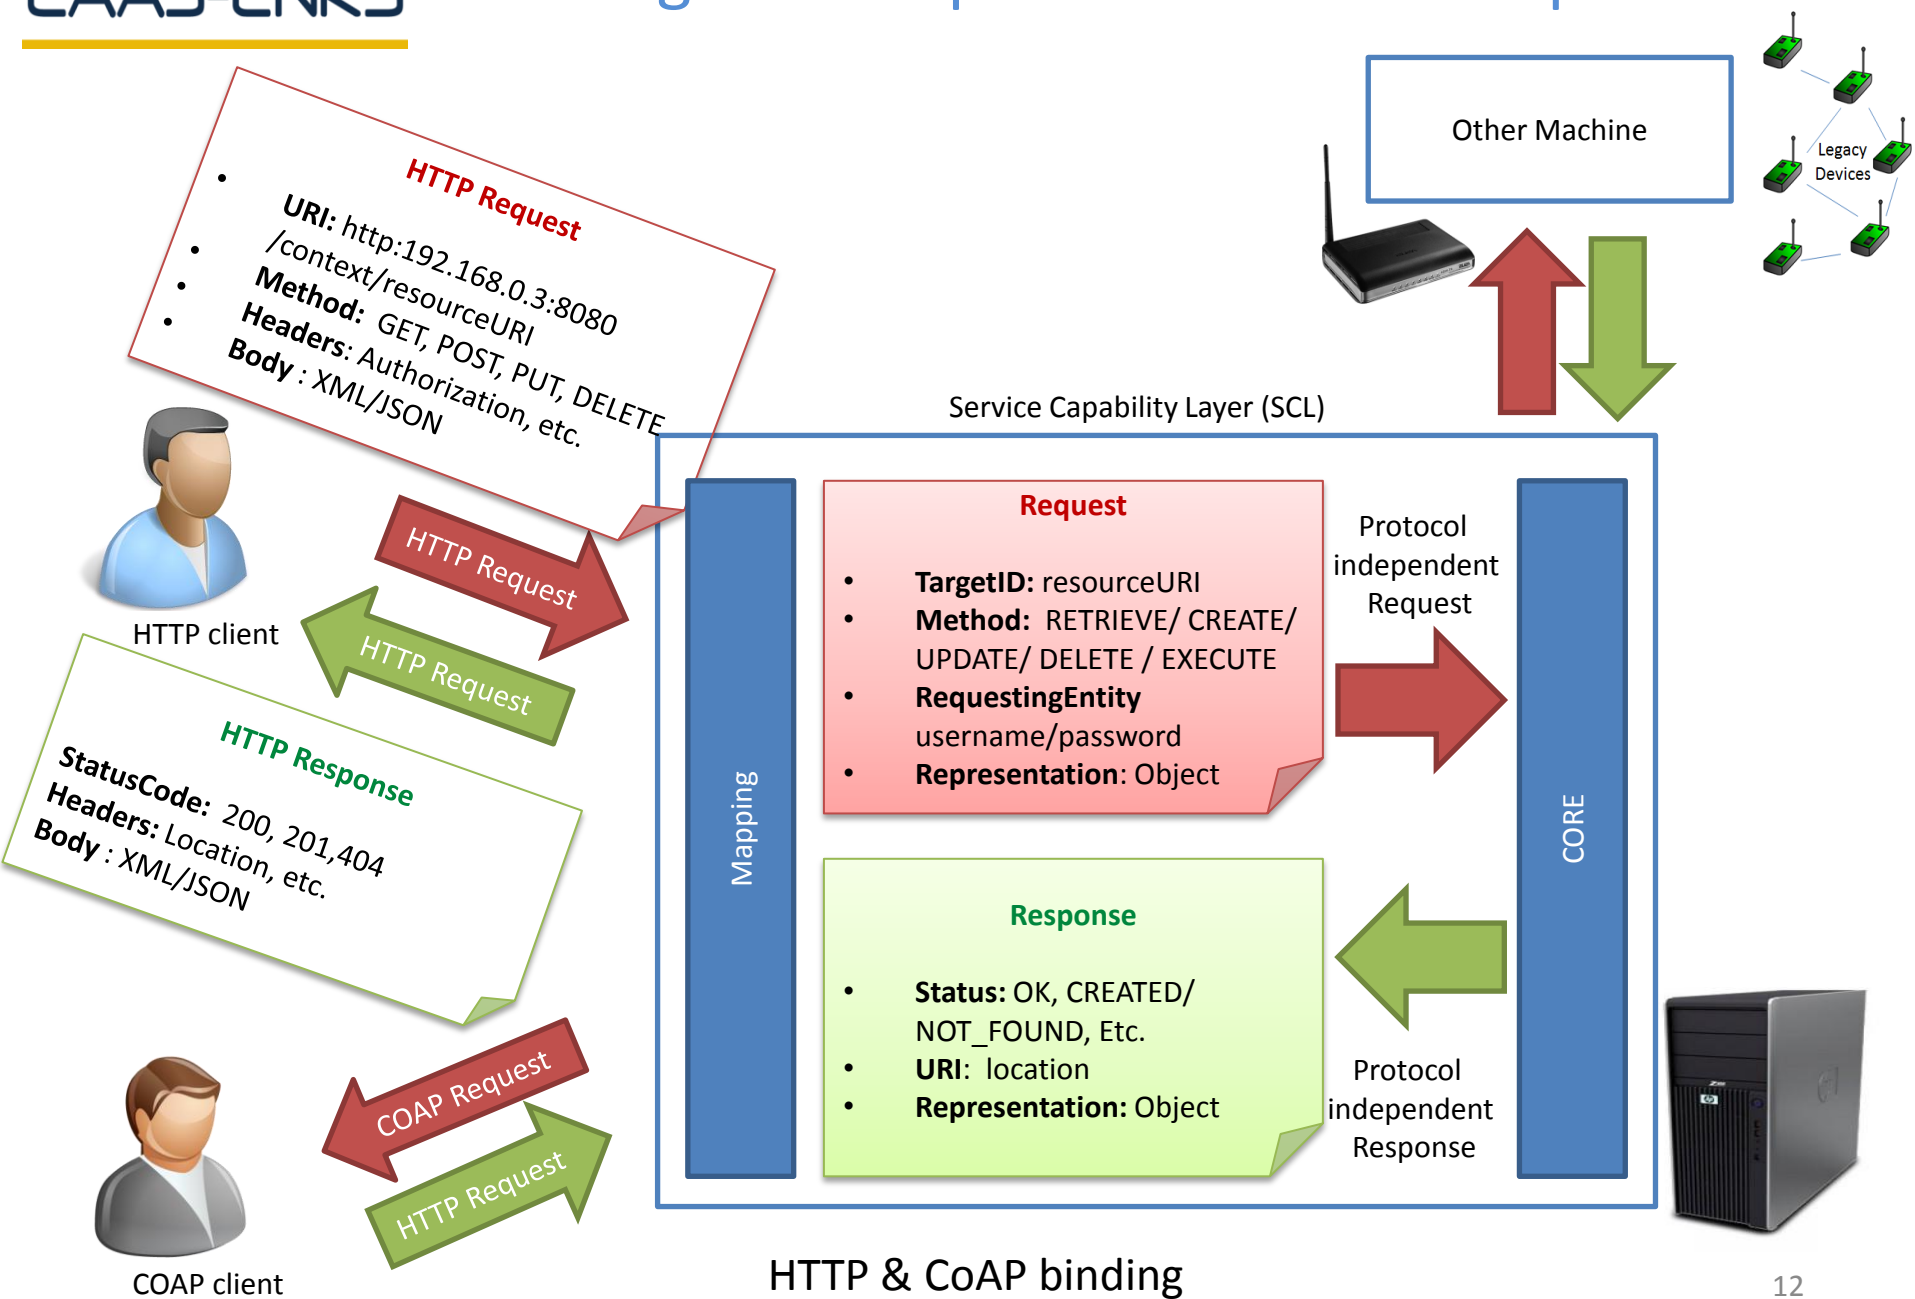 LAAS-CNRS
HTTP Request
• URI: http:192.168.0.3:8080
/context/resourceURI
• Method: GET, POST, PUT, DELETE
• Headers: Authorization, etc.
• Body : XML/JSON
HTTP client
HTTP Request
HTTP Request
HTTP Response
StatusCode: 200, 201,404
Headers: Location, etc.
Body : XML/JSON
COAP Request
HTTP Request
COAP client
Other Machine
Legacy
Devices
Service Capability Layer (SCL)
Mapping
Request
• TargetID: resourceURI
• Method: RETRIEVE/ CREATE/
UPDATE/ DELETE / EXECUTE
• RequestingEntity
username/password
• Representation: Object
Protocol
independent
Request
CORE
Response
• Status: OK, CREATED/
NOT_FOUND, Etc.
• URI: location
• Representation: Object
Protocol
independent
Response
HTTP & CoAP binding
12